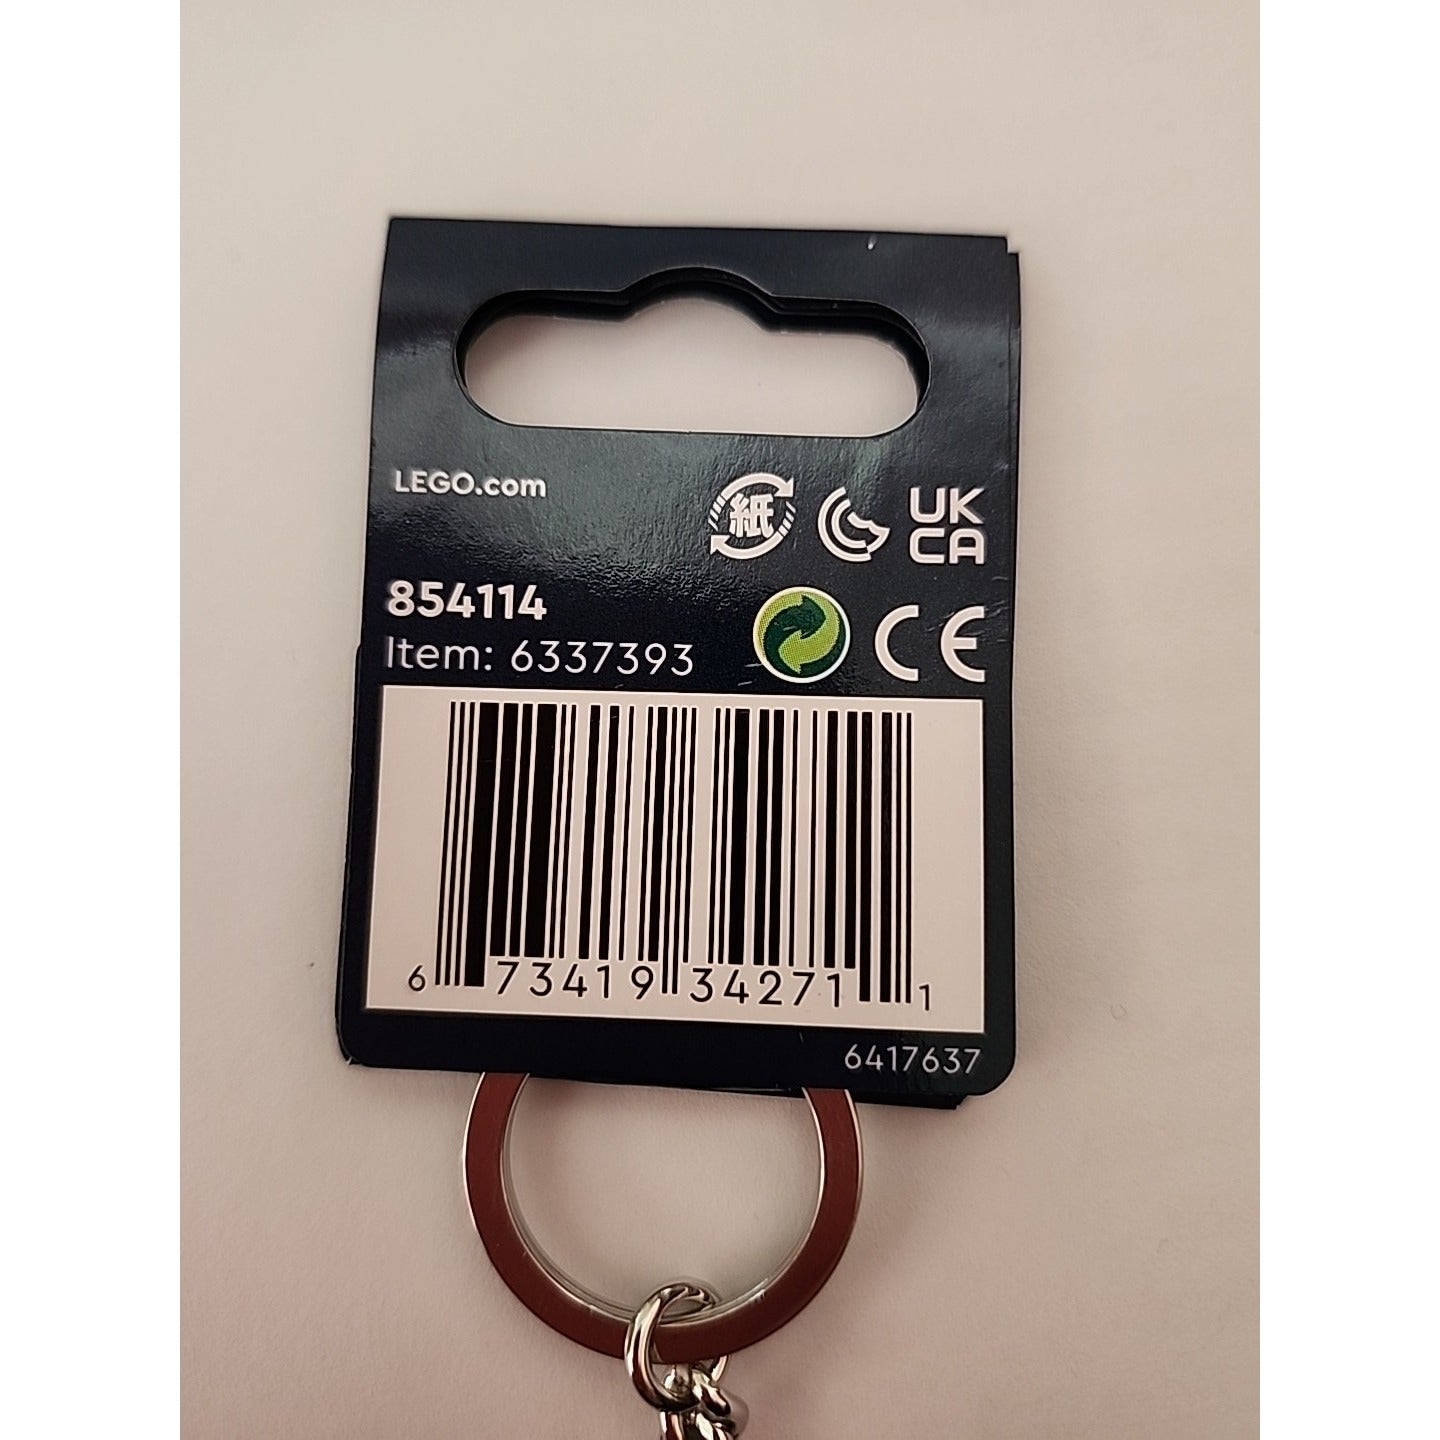 LEGO.com
紙
UK
CA
854114
Item: 6337393
CE
6 73419 34271 1
6417637